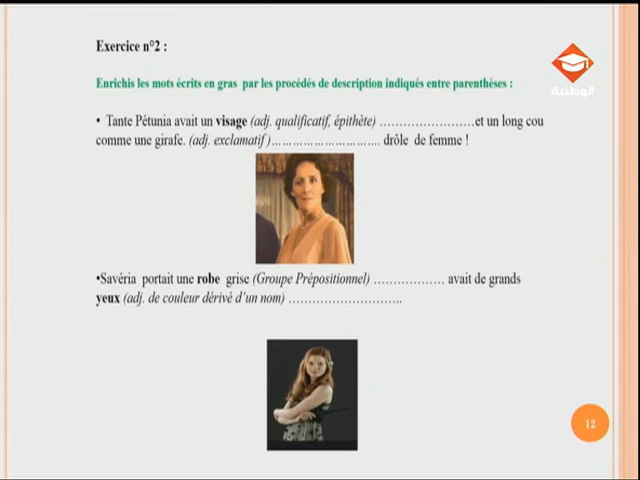 Exercice n°2 :
الوطنية
Enrichis les mots écrits en gras par les procédés de description indiqués entre parenthèses :
• Tante Pétunia avait un visage (adj. qualificatif, épithète) ……………………et un long cou
comme une girafe. (adj. exclamatif )………………………. drôle de femme !
•Savéria portait une robe grise (Groupe Prépositionnel) ……………… avait de grands
yeux (adj. de couleur dérivé d’un nom) ………………………..
12